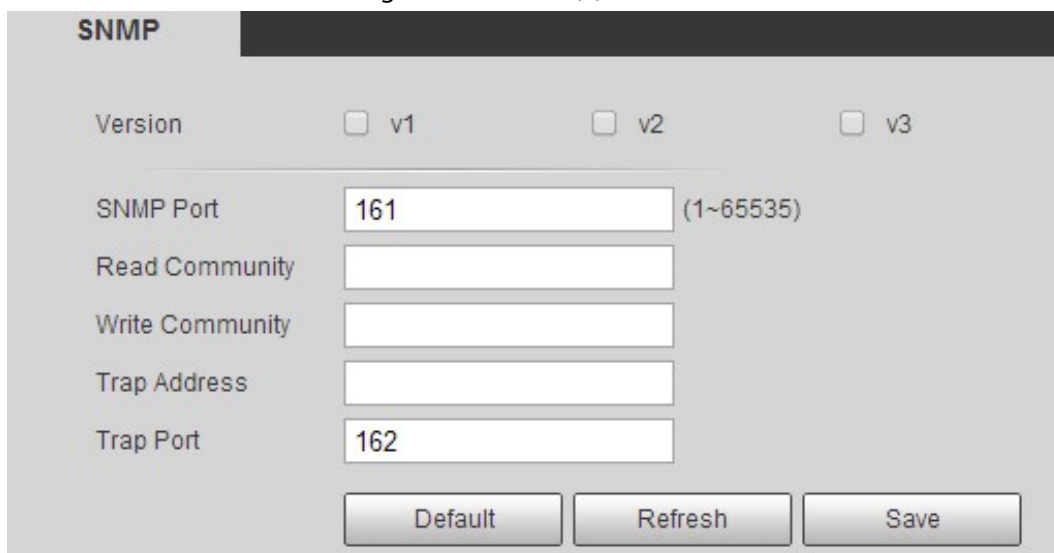 SNMP
Version v1 v2 v3
SNMP Port 161 (1~65535)
Read Community
Write Community
Trap Address
Trap Port 162
Default Refresh Save